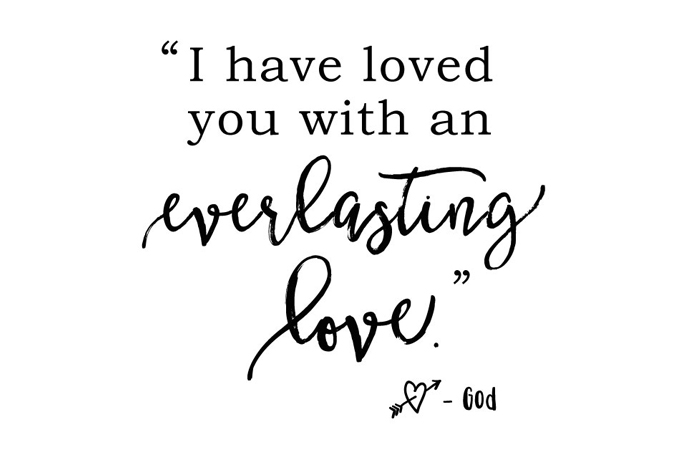 “I have loved
you with an
everlasting
love.”
- God